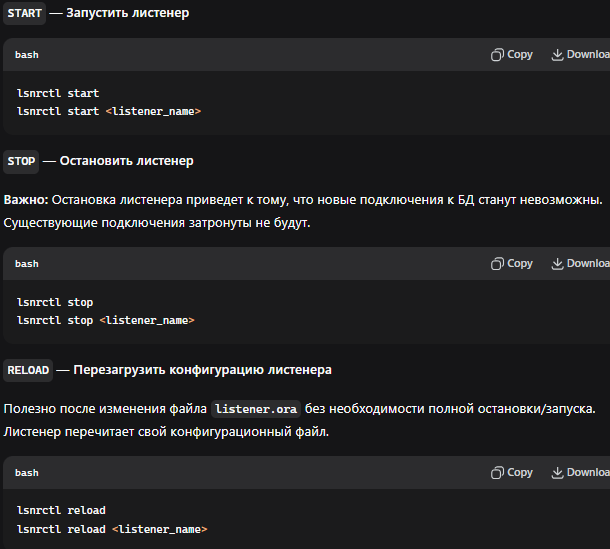 START — Запустить листенер
bash Copy Downloa
lsnrctl start
lsnrctl start <listener_name>
STOP — Остановить листенер
Важно: Остановка листенера приведет к тому, что новые подключения к БД станут невозможны.
Существующие подключения затронуты не будут.
bash Copy Downloa
lsnrctl stop
lsnrctl stop <listener_name>
RELOAD — Перезагрузить конфигурацию листенера
Полезно после изменения файла listener.ora без необходимости полной остановки/запуска.
Листенер перечитает свой конфигурационный файл.
bash Copy Downloa
lsnrctl reload
lsnrctl reload <listener_name>